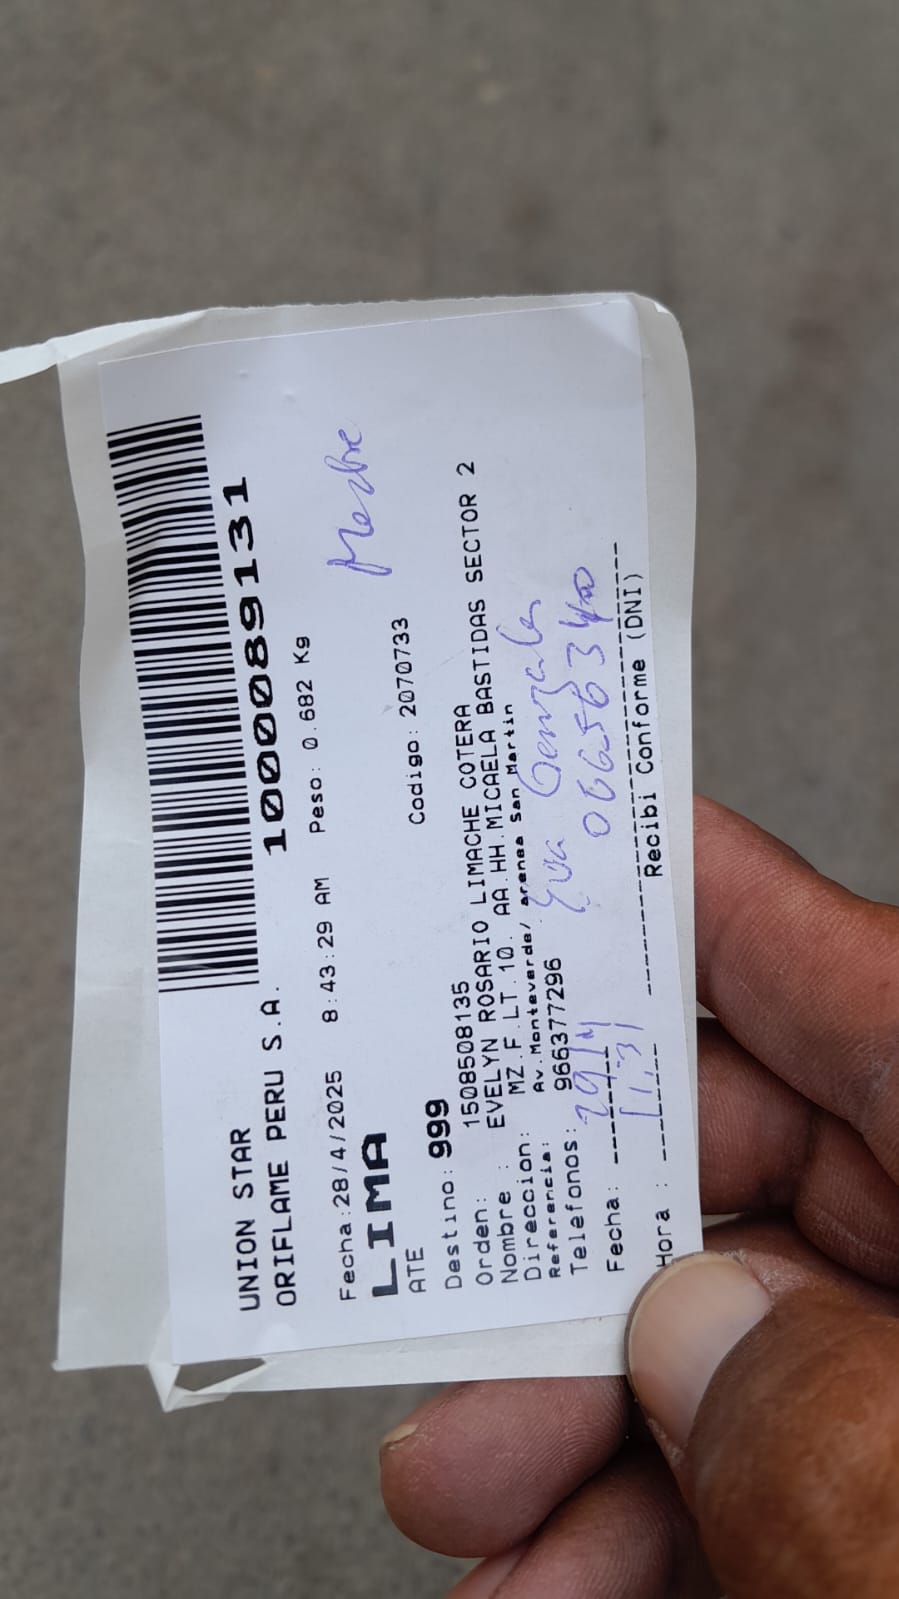 UNION STAR
ORIFLAME PERU S.A.
1000089131
Fecha:28/4/2025 8:43:29 AM Peso: 0.682 Kg
LIMA
Madre
ATE Codigo: 2070733
Destino: 999
Orden: 1508508135
Nombre : EVELYN ROSARIO LIMACHE COTERA
Direccion: MZ.F.LT.10. AA.HH.MICAELA BASTIDAS SECTOR 2
Referencia: Av.Monteverde/ arenas San Martin
Telefonos: 966377296
Eva
Fecha: 29/4
Hora : 11:31
Recibi Conforme (DNI)